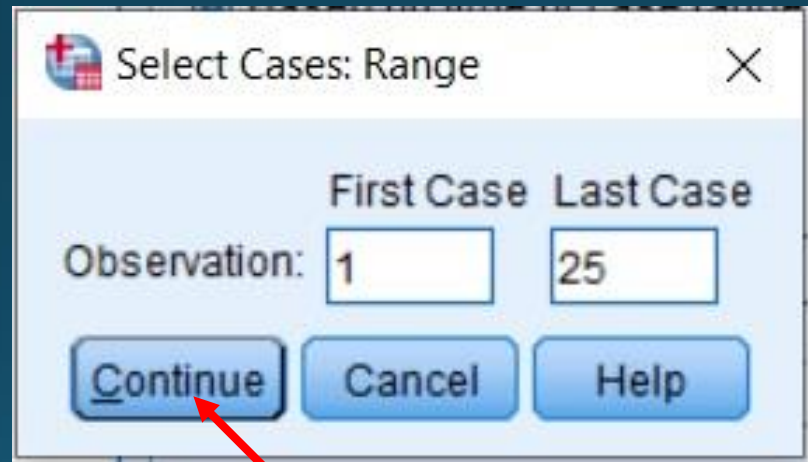 Select Cases: Range
First Case Last Case
Observation: 1 25
Continue Cancel Help